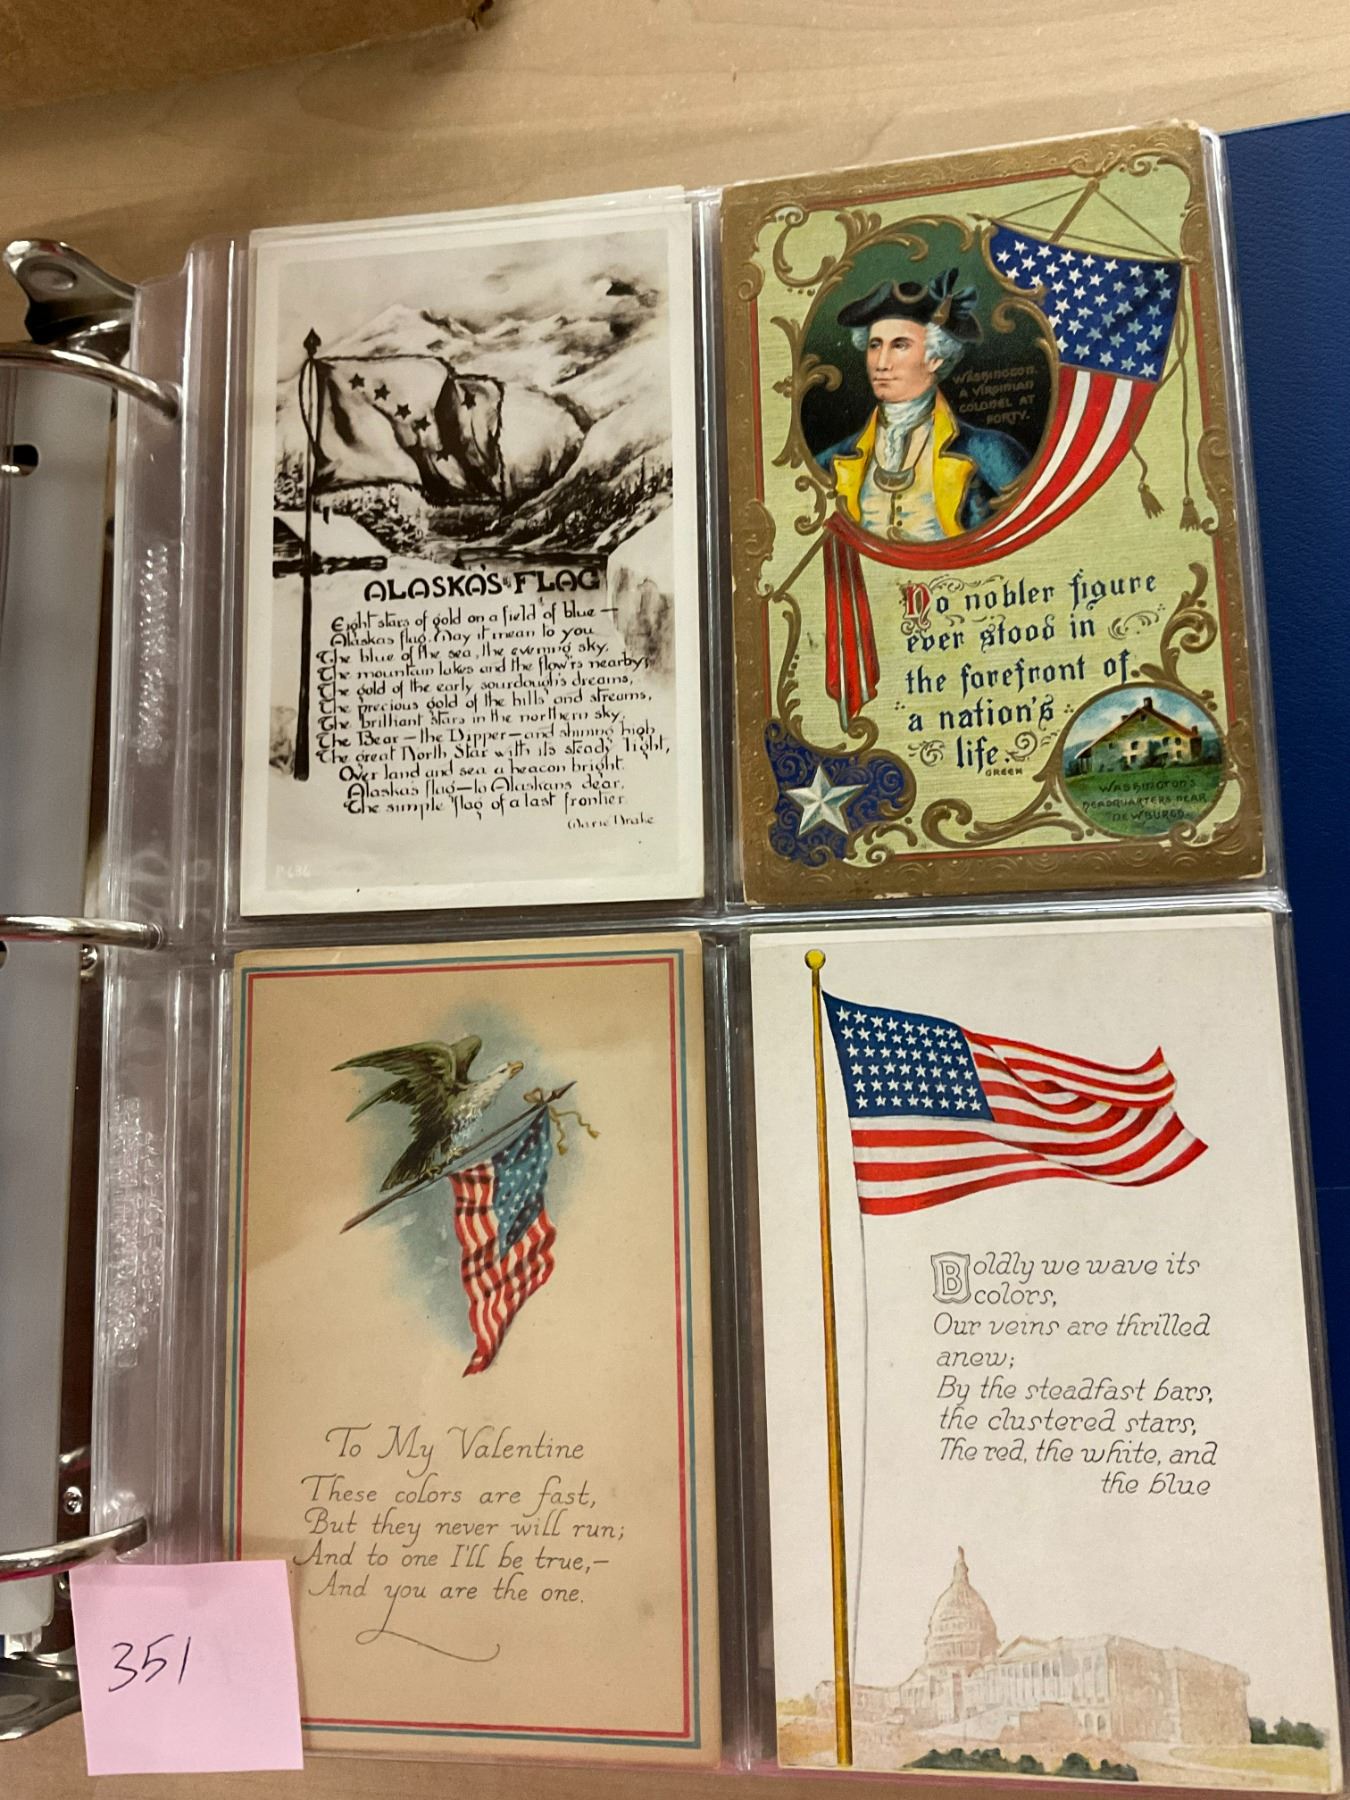 ALASKA'S FLAG
Eight stars of gold on a field of blue —
Alaskas flag. May it mean to you
The blue of the sea, the evening sky,
The mountain lakes and the flow'rs nearby,
The gold of the early sourdough's dreams,
The precious gold of the hills and streams,
The brilliant stars in the northern sky,
The Bear — the Dipper — and shining high
The great North Star with its steady light,
Over land and sea a beacon bright.
Alaskas flag — to Alaskans dear,
The simple flag of a last frontier.
Marie Drake
P-636
WASHINGTON.
A VIRGINIAN
COLONEL AT
FORTY.
No nobler figure
ever stood in
the forefront of
a nation's
life.
GREEN
WASHINGTON'S
HEADQUARTERS NEAR
NEWBURGH.
To My Valentine
These colors are fast,
But they never will run;
And to one I'll be true,—
And you are the one.
Boldly we wave its
colors,
Our veins are thrilled
anew;
By the steadfast bars,
the clustered stars,
The red, the white, and
the blue
351